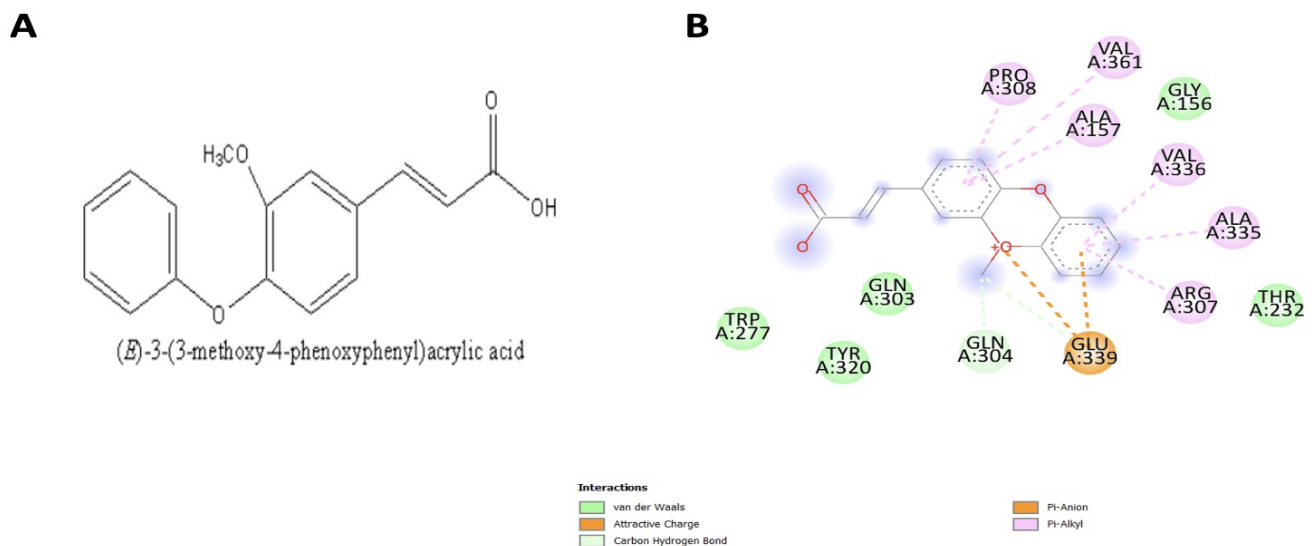 A
O
H₃CO
OH
O
(E)-3-(3-methoxy-4-phenoxyphenyl)acrylic acid
B
VAL
A:361
PRO
A:308
GLY
A:156
ALA
A:157
VAL
A:336
O
O
ALA
A:335
O
+O
GLN
A:303
ARG
A:307
THR
A:232
TRP
A:277
TYR
A:320
GLN
A:304
GLU
A:339
Interactions
van der Waals
Attractive Charge
Carbon Hydrogen Bond
Pi-Anion
Pi-Alkyl